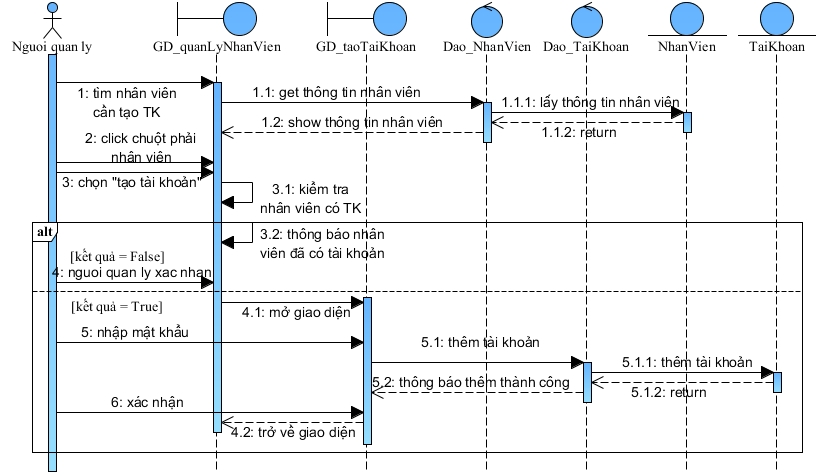 Nguoi quan ly
GD_quanLyNhanVien
GD_taoTaiKhoan
Dao_NhanVien
Dao_TaiKhoan
NhanVien
TaiKhoan
1: tìm nhân viên
cần tạo TK
1.1: get thông tin nhân viên
1.1.1: lấy thông tin nhân viên
1.2: show thông tin nhân viên
1.1.2: return
2: click chuột phải
nhân viên
3: chọn "tạo tài khoản"
3.1: kiểm tra
nhân viên có TK
alt
3.2: thông báo nhân
viên đã có tài khoản
[kết quả = False]
4: nguoi quan ly xac nhan
[kết quả = True]
4.1: mở giao diện
5: nhập mật khẩu
5.1: thêm tài khoản
5.1.1: thêm tài khoản
5.2: thông báo thêm thành công
5.1.2: return
6: xác nhận
4.2: trở về giao diện